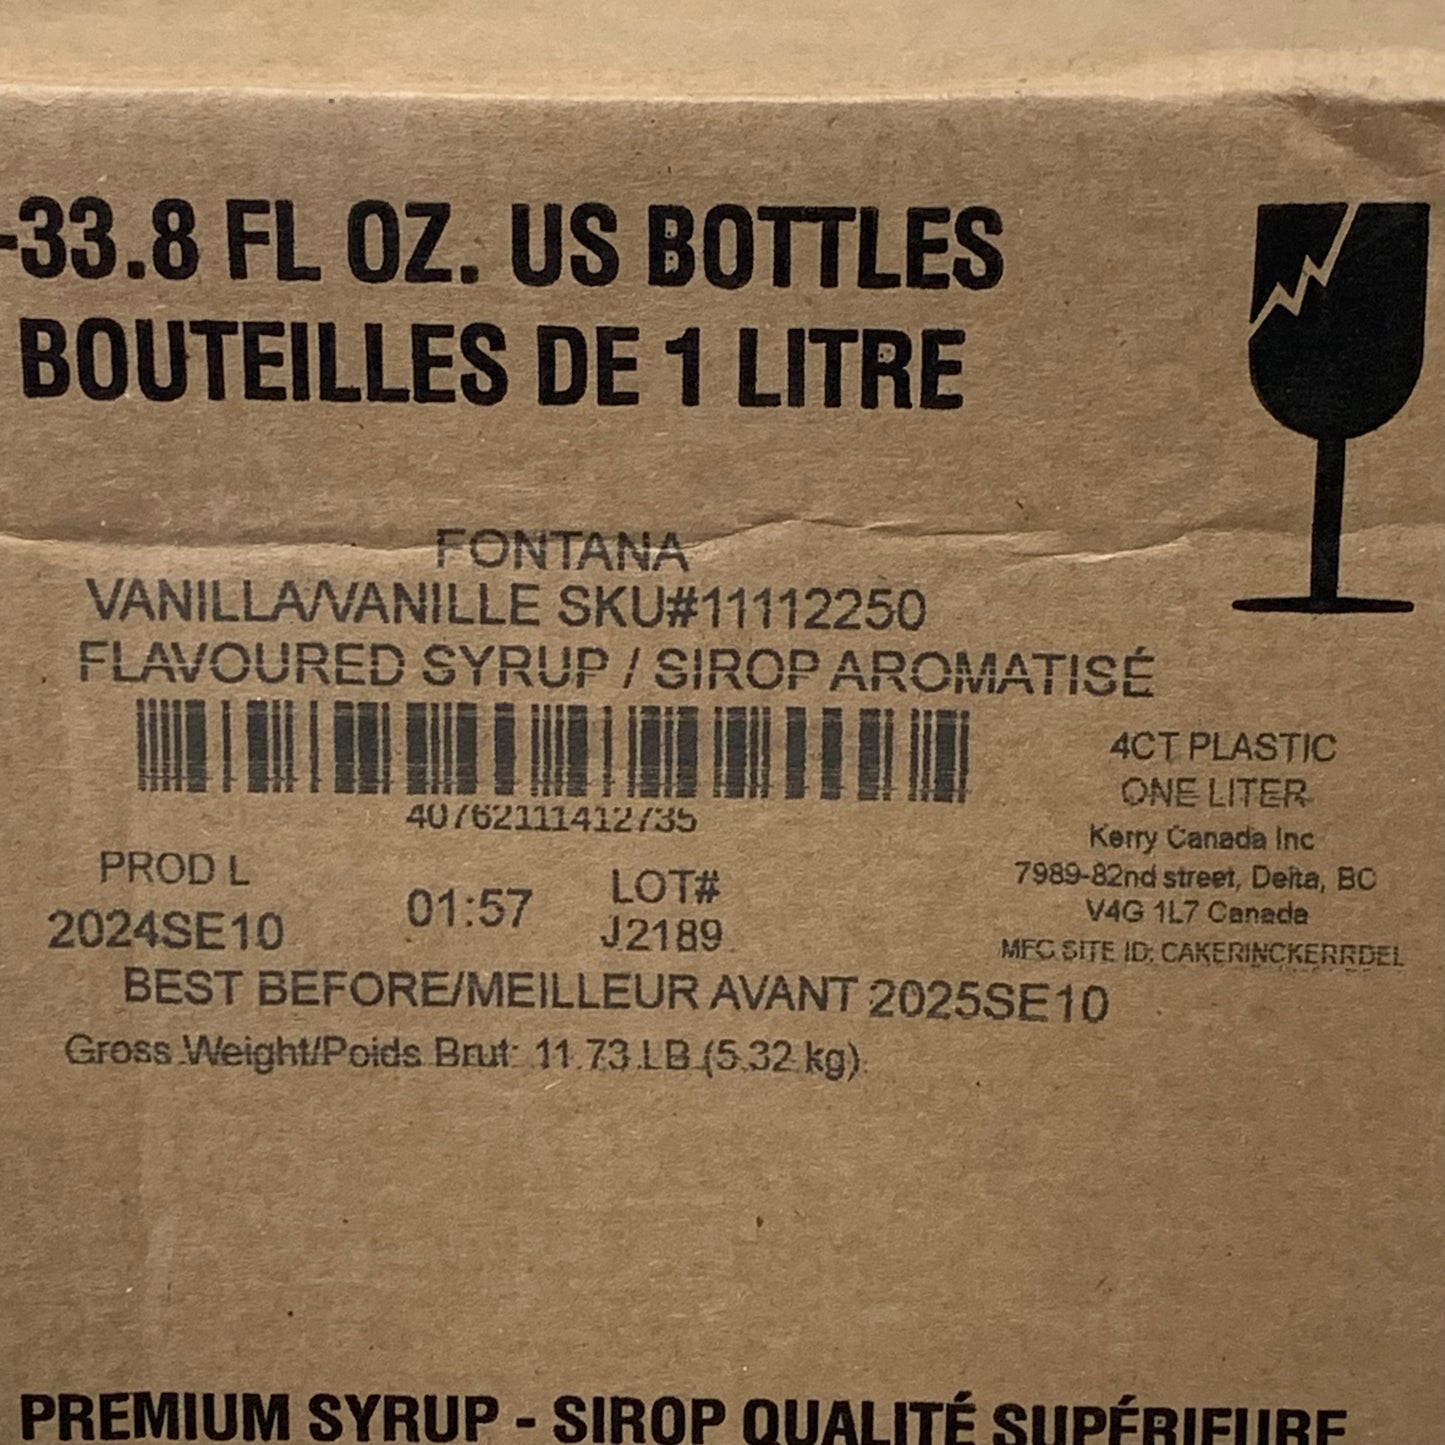 -33.8 FL OZ. US BOTTLES
BOUTEILLES DE 1 LITRE
FONTANA
VANILLA/VANILLE SKU#11112250
FLAVOURED SYRUP / SIROP AROMATISÉ
40762111412735
4CT PLASTIC
ONE LITER
Kerry Canada Inc
7989-82nd street, Delta, BC
V4G 1L7 Canada
MFG SITE ID: CAKERINCKERRDEL
PROD L
2024SE10
01:57
LOT#
J2189
BEST BEFORE/MEILLEUR AVANT 2025SE10
Gross Weight/Poids Brut: 11.73 LB (5.32 kg)
PREMIUM SYRUP - SIROP QUALITÉ SUPÉRIEURE